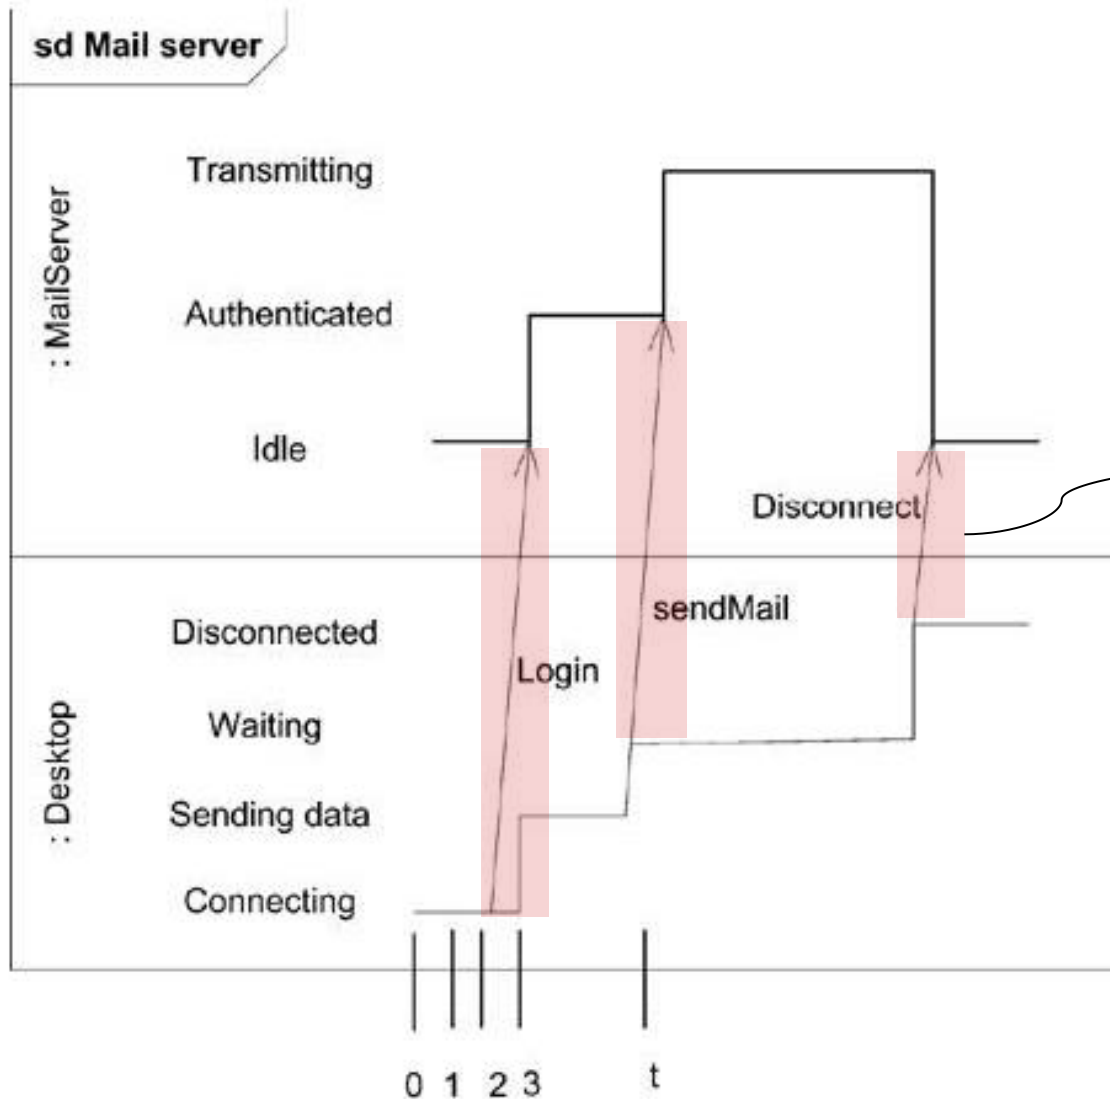 sd Mail server
: MailServer
Transmitting
Authenticated
Idle
Disconnect
: Desktop
Disconnected
sendMail
Login
Waiting
Sending data
Connecting
0 1 2 3 t